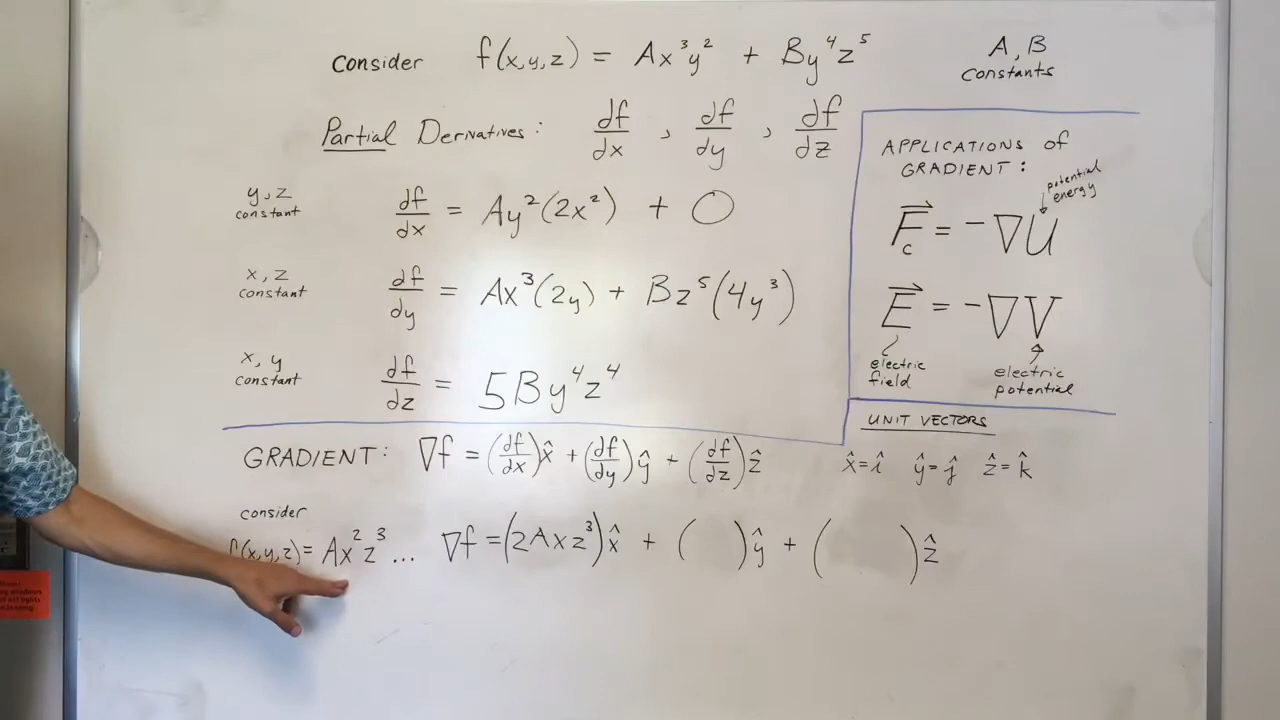 Consider f(x,y,z) = Ax³y² + By⁴z⁵
A, B
constants
Partial Derivatives: df/dx , df/dy , df/dz
y, z
constant
df/dx = Ay²(2x²) + 0
x, z
constant
df/dy = Ax³(2y) + Bz⁵(4y³)
x, y
constant
df/dz = 5By⁴z⁴
APPLICATIONS of
GRADIENT:
potential
energy
F⃗c = -∇U
E⃗ = -∇V
electric
field
electric
potential
GRADIENT: ∇f = (df/dx)x̂ + (df/dy)ŷ + (df/dz)ẑ
UNIT VECTORS
x̂ = î ŷ = ĵ ẑ = k̂
consider
f(x,y,z) = Ax²z³ ... ∇f = (2Axz³)x̂ + ( )ŷ + ( )ẑ